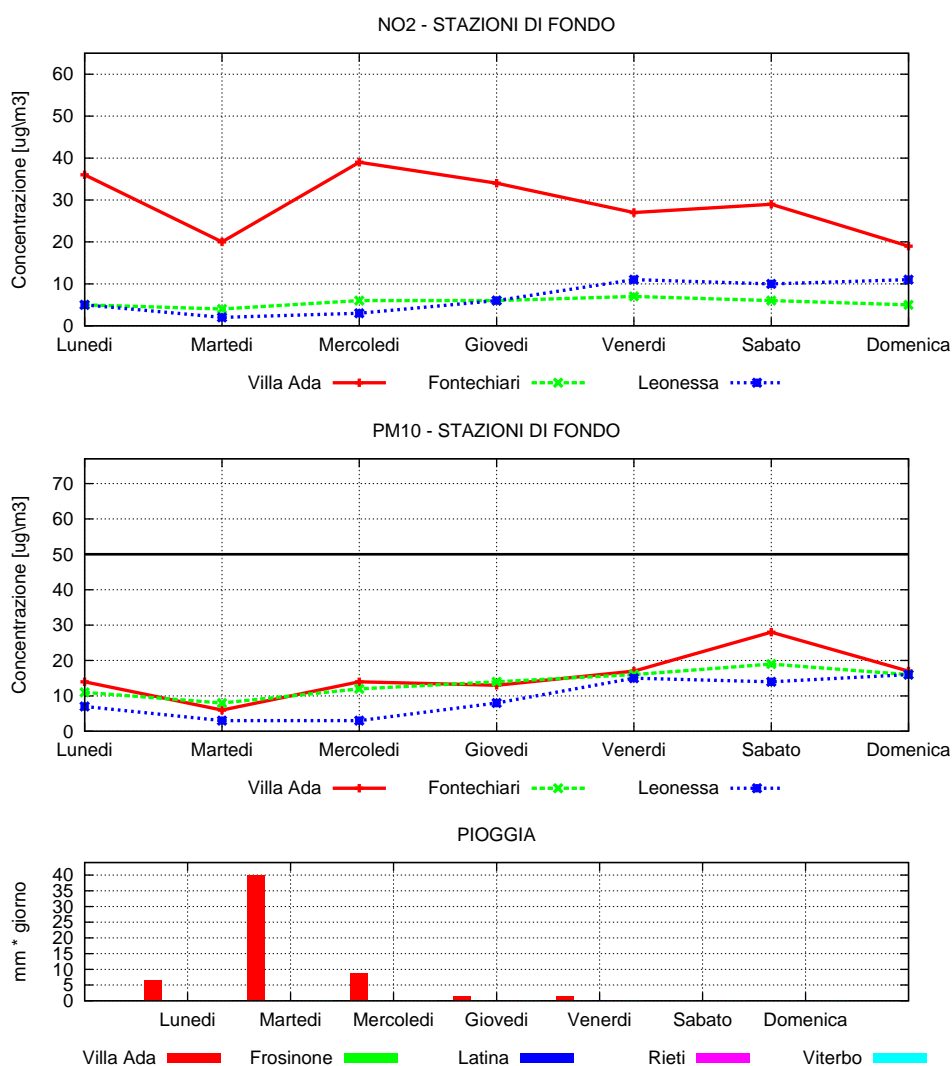 NO2 - STAZIONI DI FONDO
Concentrazione [ug\m3]
60
50
40
30
20
10
0
Lunedi Martedi Mercoledi Giovedi Venerdi Sabato Domenica
Villa Ada Fontechiari Leonessa
PM10 - STAZIONI DI FONDO
Concentrazione [ug\m3]
70
60
50
40
30
20
10
0
Lunedi Martedi Mercoledi Giovedi Venerdi Sabato Domenica
Villa Ada Fontechiari Leonessa
PIOGGIA
mm * giorno
40
35
30
25
20
15
10
5
0
Lunedi Martedi Mercoledi Giovedi Venerdi Sabato Domenica
Villa Ada Frosinone Latina Rieti Viterbo